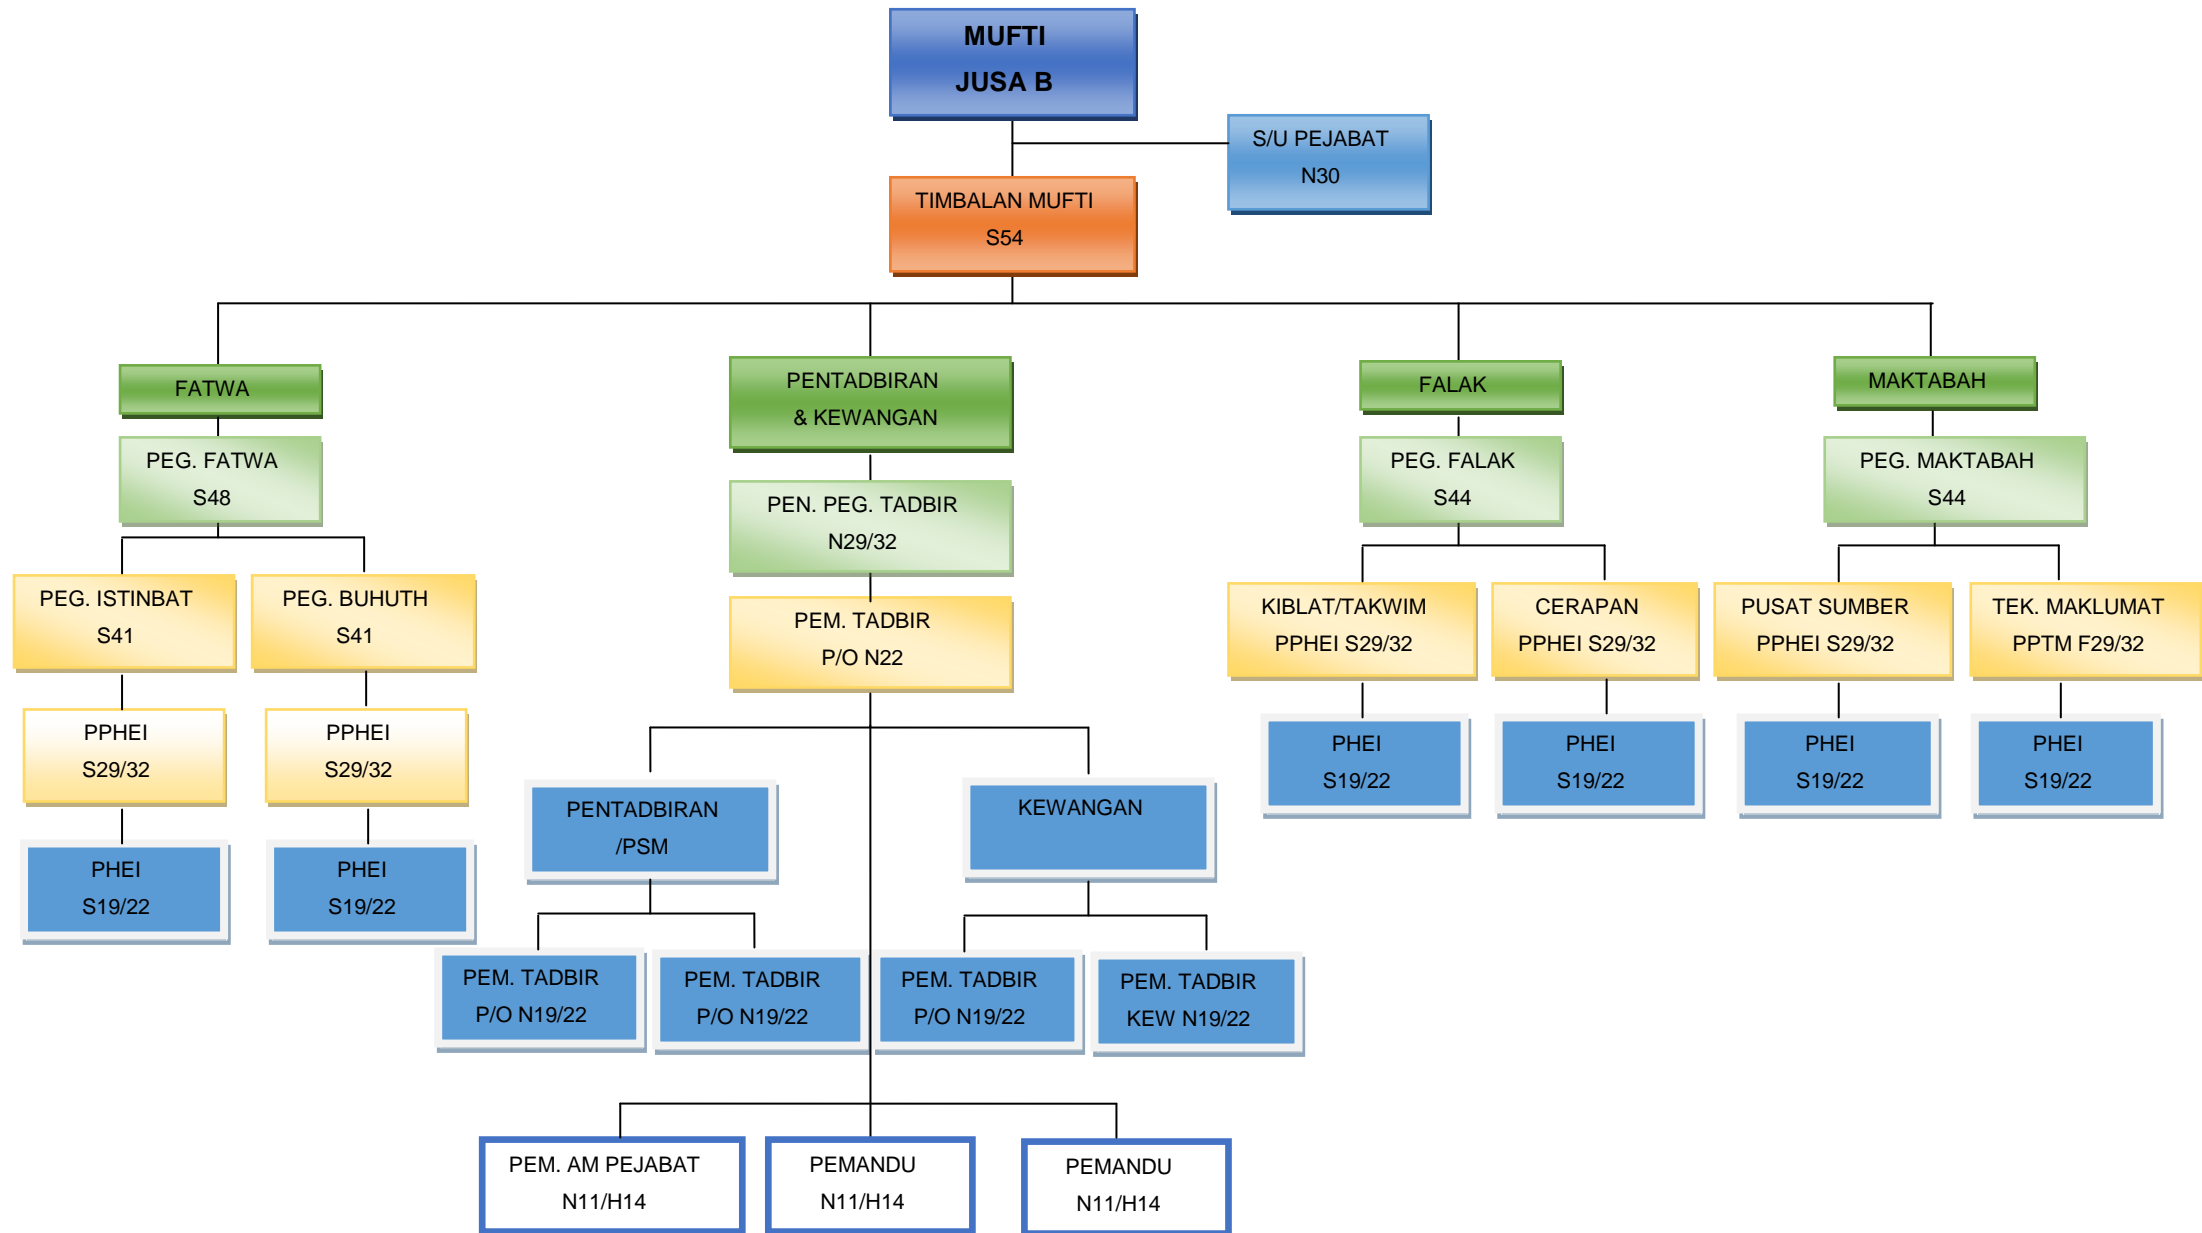 MUFTI
JUSA B
S/U PEJABAT
N30
TIMBALAN MUFTI
S54
FATWA
PEG. FATWA
S48
PEG. ISTINBAT
S41
PPHEI
S29/32
PHEI
S19/22
PEG. BUHUTH
S41
PPHEI
S29/32
PHEI
S19/22
PENTADBIRAN
& KEWANGAN
PEN. PEG. TADBIR
N29/32
PEM. TADBIR
P/O N22
PENTADBIRAN
/PSM
PEM. TADBIR
P/O N19/22
PEM. TADBIR
P/O N19/22
KEWANGAN
PEM. TADBIR
P/O N19/22
PEM. TADBIR
KEW N19/22
PEM. AM PEJABAT
N11/H14
PEMANDU
N11/H14
PEMANDU
N11/H14
FALAK
PEG. FALAK
S44
KIBLAT/TAKWIM
PPHEI S29/32
PHEI
S19/22
CERAPAN
PPHEI S29/32
PHEI
S19/22
MAKTABAH
PEG. MAKTABAH
S44
PUSAT SUMBER
PPHEI S29/32
PHEI
S19/22
TEK. MAKLUMAT
PPTM F29/32
PHEI
S19/22